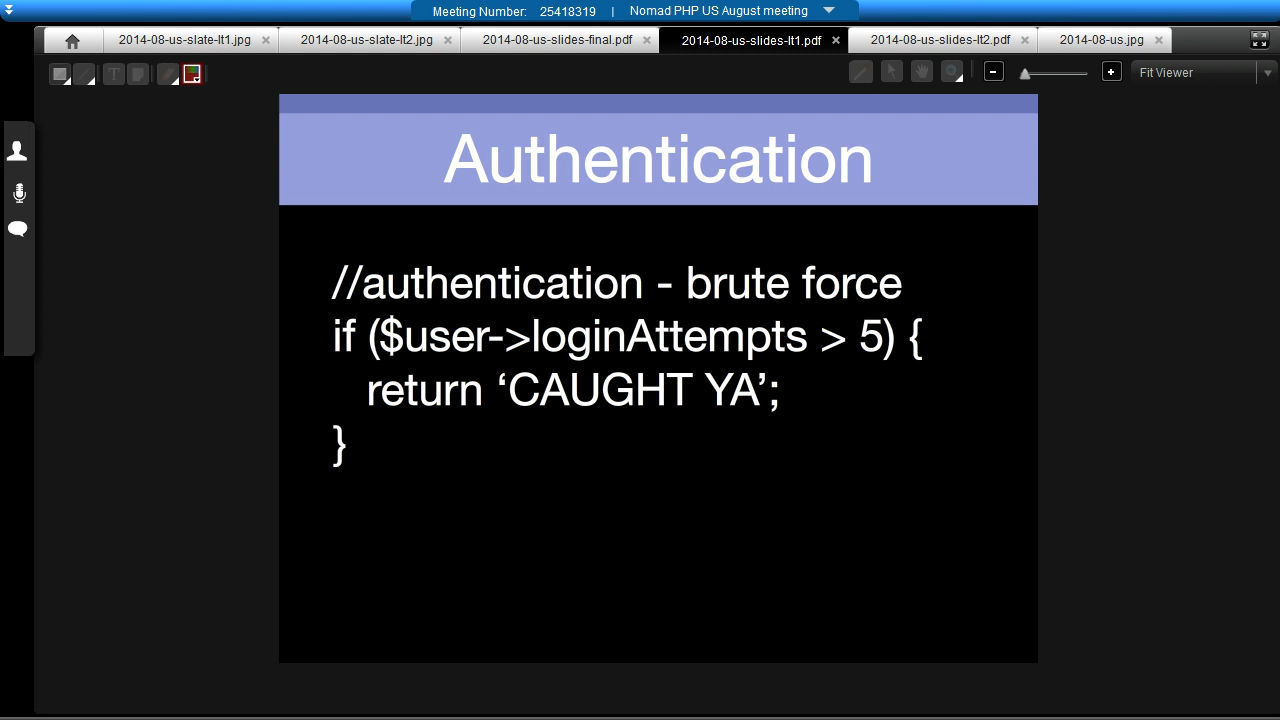 Meeting Number: 25418319 | Nomad PHP US August meeting
2014-08-us-slate-lt1.jpg 2014-08-us-slate-lt2.jpg 2014-08-us-slides-final.pdf 2014-08-us-slides-lt1.pdf 2014-08-us-slides-lt2.pdf 2014-08-us.jpg
T - + Fit Viewer
Authentication
//authentication - brute force
if ($user->loginAttempts > 5) {
return ‘CAUGHT YA’;
}